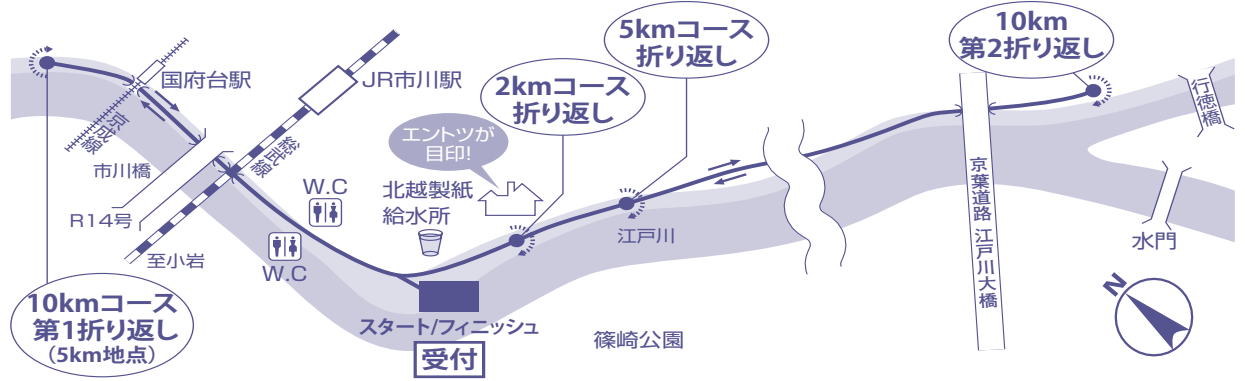 国府台駅
京成線
市川橋
R14号
至小岩
総武線
JR市川駅
10kmコース
第1折り返し
(5km地点)
W.C
W.C
エントツが
目印!
北越製紙
給水所
2kmコース
折り返し
5kmコース
折り返し
江戸川
スタート/フィニッシュ
受付
篠崎公園
10km
第2折り返し
京葉道路 江戸川大橋
行徳橋
水門
N